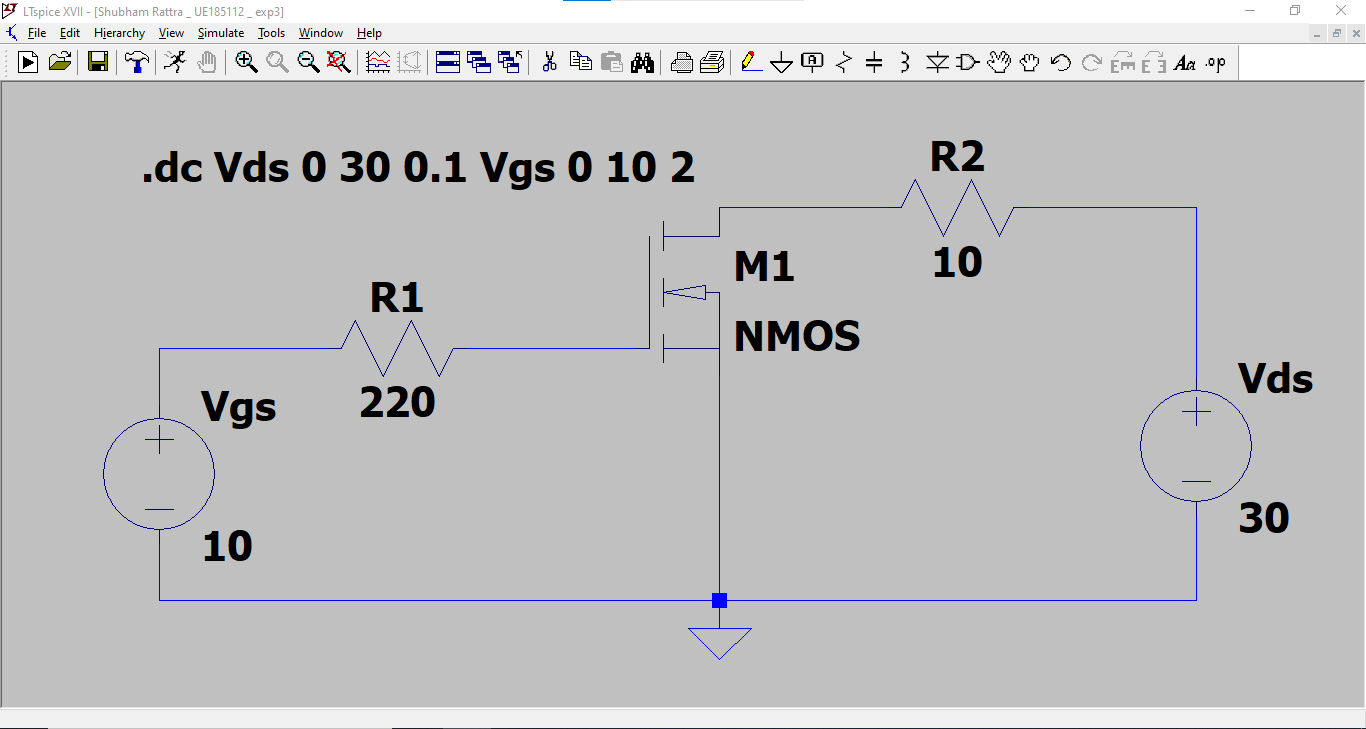 LTspice XVII - [Shubham Rattra _ UE185112 _ exp3]
File Edit Hierarchy View Simulate Tools Window Help
Aa .op
.dc Vds 0 30 0.1 Vgs 0 10 2
R2
10
M1
NMOS
R1
220
Vgs
10
Vds
30